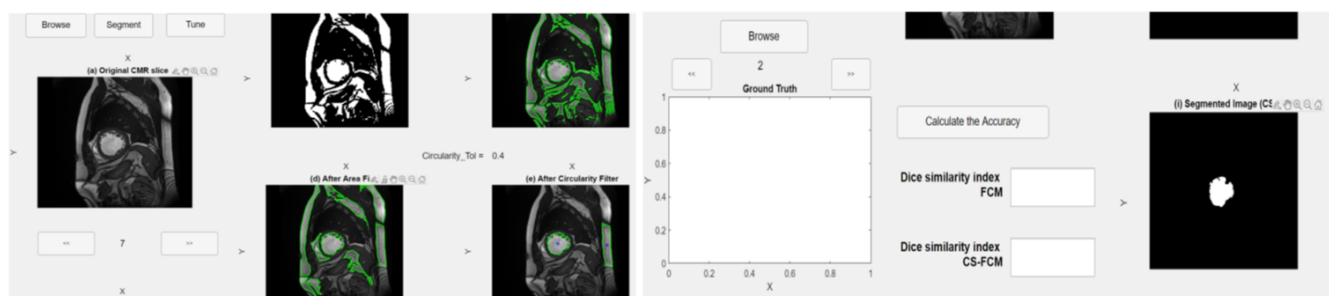 Browse Segment Tune
X
(a) Original CMR slice
Y
Y
Y
<< 7 >>
X
Circularity_Tol = 0.4
X
(d) After Area Fi
Y
X
(e) After Circularity Filter
Y
Browse
2
<< >>
Ground Truth
1
0.8
0.6
Y
0.4
0.2
0
0 0.2 0.4 0.6 0.8 1
X
Calculate the Accuracy
Dice similarity index
FCM
Dice similarity index
CS-FCM
X
(i) Segmented Image (CS
Y